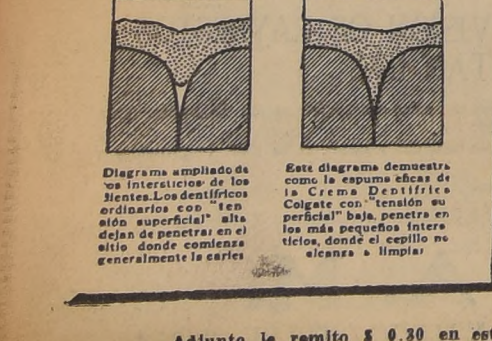 Diagrama ampliado de
los intersticios de los
dientes. Los dentífricos
ordinarios con "ten
sión superficial" alta
dejan de penetrar en el
sitio donde comienza
generalmente la caries
Este diagrama demuestra
como la espuma eficas de
la Crema Dentífrica
Colgate con "tensión su
perficial" baja, penetra en
los más pequeños inters
ticios, donde el cepillo no
alcanza a limpiar
Adjunto le remito $ 0.30 en est